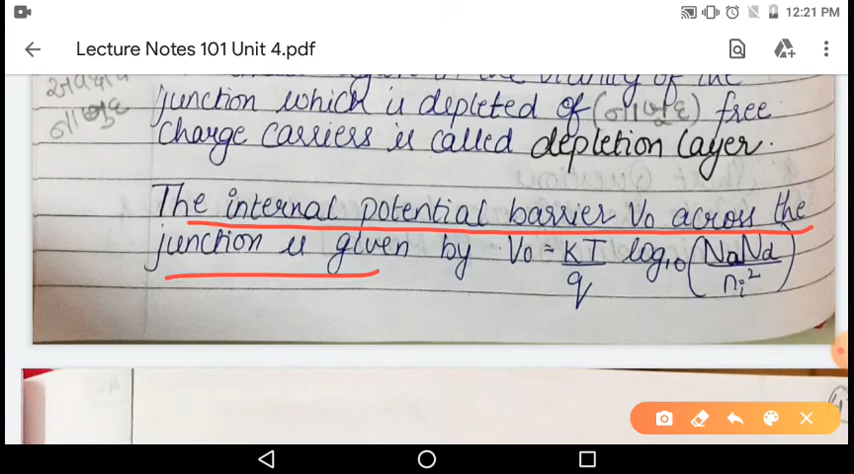 12:21 PM
Lecture Notes 101 Unit 4.pdf
junction which is depleted of (નાબૂદ) free
charge carriers is called depletion layer.
The internal potential barrier V0 across the
junction is given by V0 = KT/q log10 (NaNd/ni²)